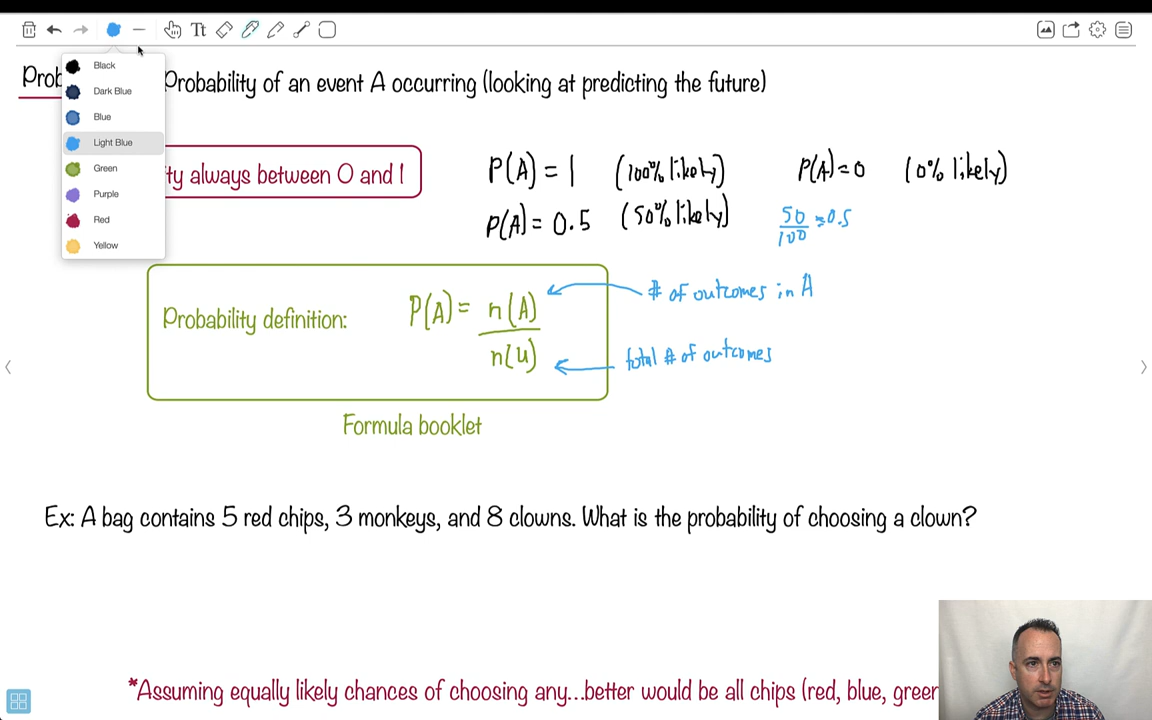 Tt
Black
Dark Blue
Blue
Light Blue
Green
Purple
Red
Yellow
Prob
Probability of an event A occurring (looking at predicting the future)
ty always between 0 and 1
P(A) = 1 (100% likely) P(A) = 0 (0% likely)
P(A) = 0.5 (50% likely) 50/100 = 0.5
Probability definition: P(A) = n(A)/n(U)
# of outcomes in A
total # of outcomes
Formula booklet
Ex: A bag contains 5 red chips, 3 monkeys, and 8 clowns. What is the probability of choosing a clown?
*Assuming equally likely chances of choosing any...better would be all chips (red, blue, green